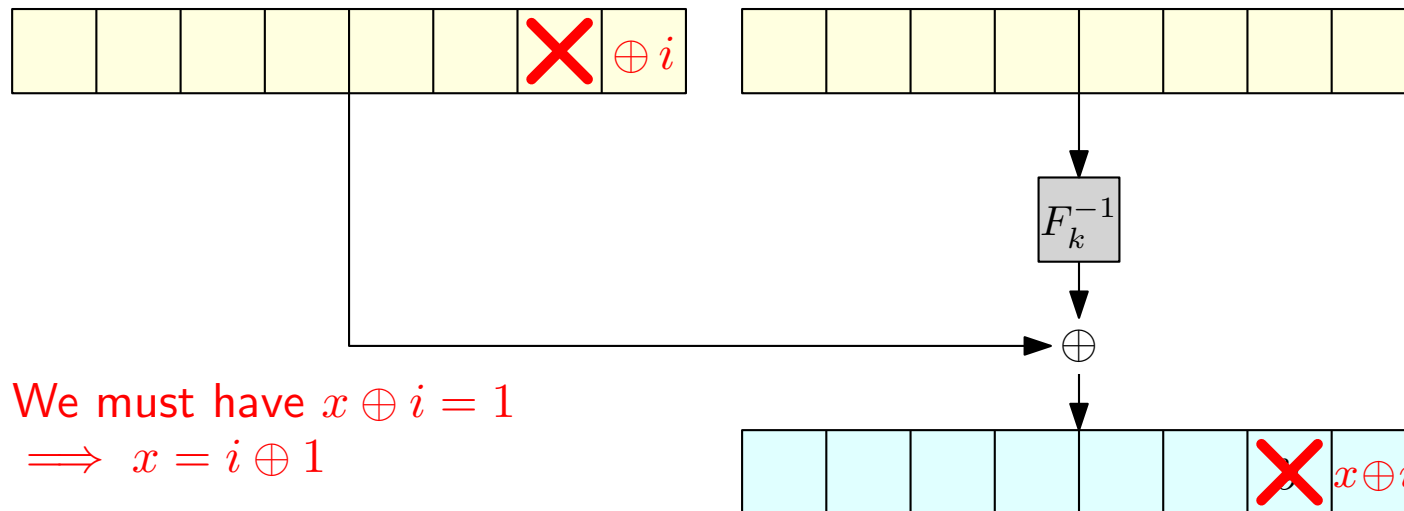 ⊕ i
F_k^{-1}
⊕
We must have x ⊕ i = 1
⟹ x = i ⊕ 1
x⊕i